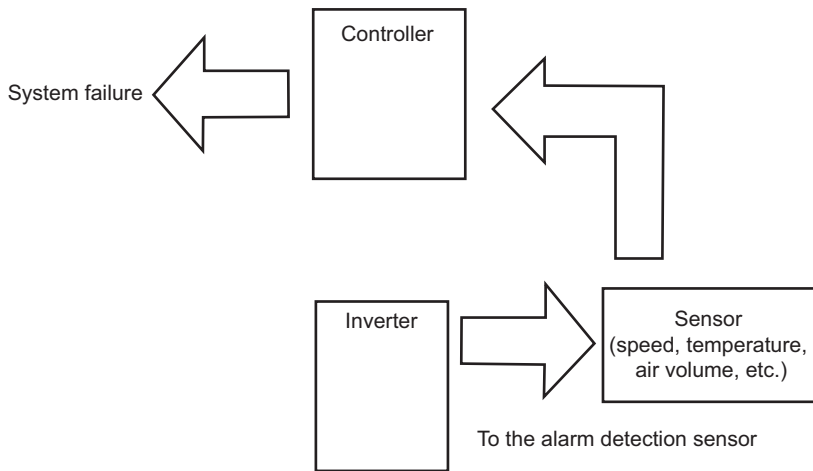 Controller
System failure
Inverter
Sensor
(speed, temperature,
air volume, etc.)
To the alarm detection sensor